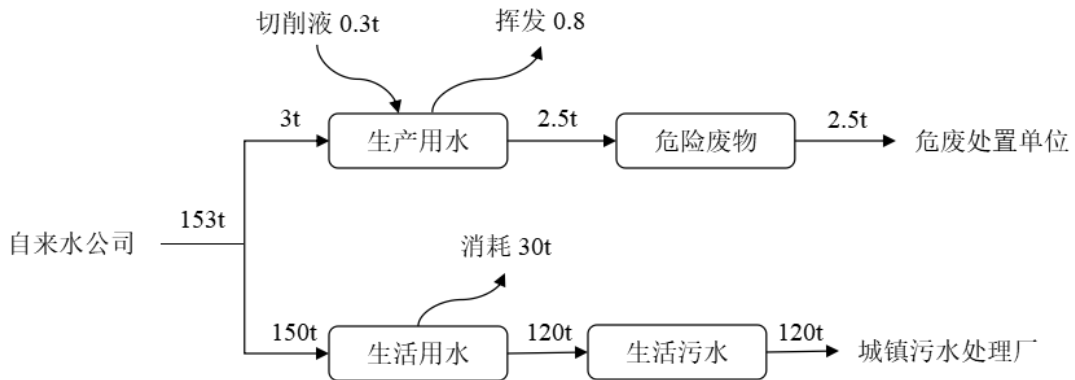 切削液 0.3t
挥发 0.8
3t
生产用水
2.5t
危险废物
2.5t
危废处置单位
自来水公司
153t
消耗 30t
150t
生活用水
120t
生活污水
120t
城镇污水处理厂